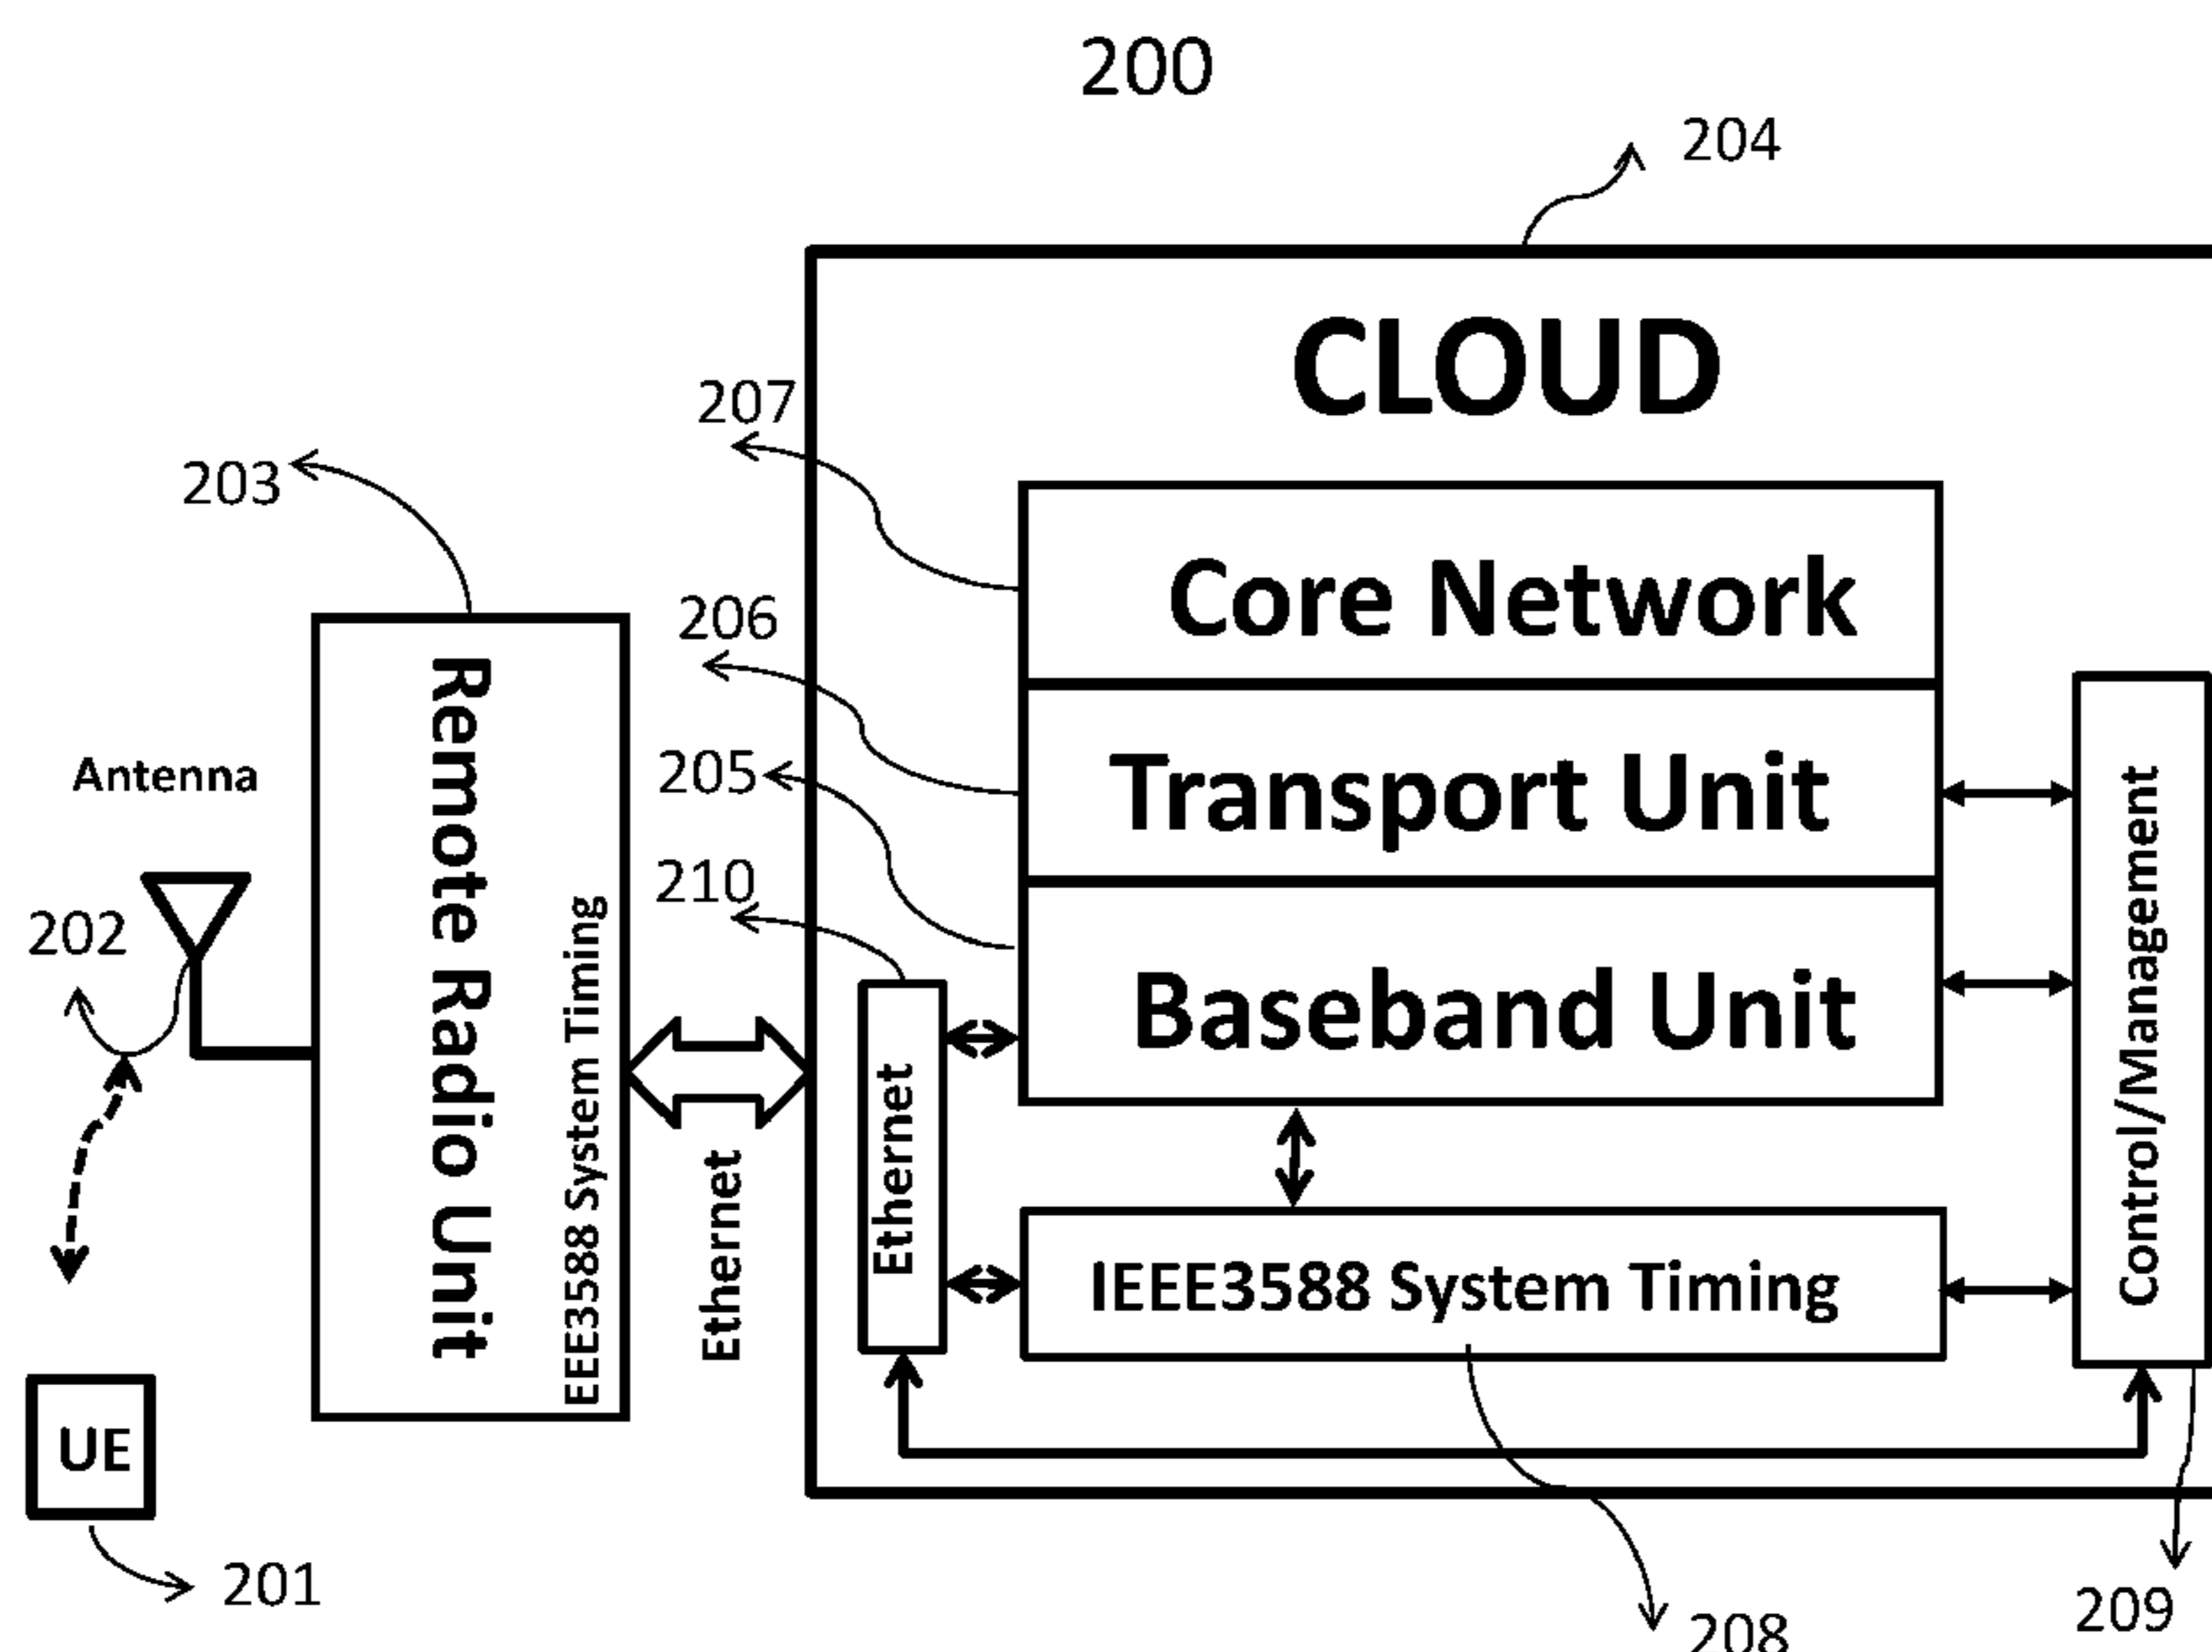 200
204
CLOUD
207
203
Core Network
206
Transport Unit
205
Antenna
210
202
Baseband Unit
Remote Radio Unit
EEE3588 System Timing
Ethernet
Ethernet
IEEE3588 System Timing
Control/Management
UE
201
208
209